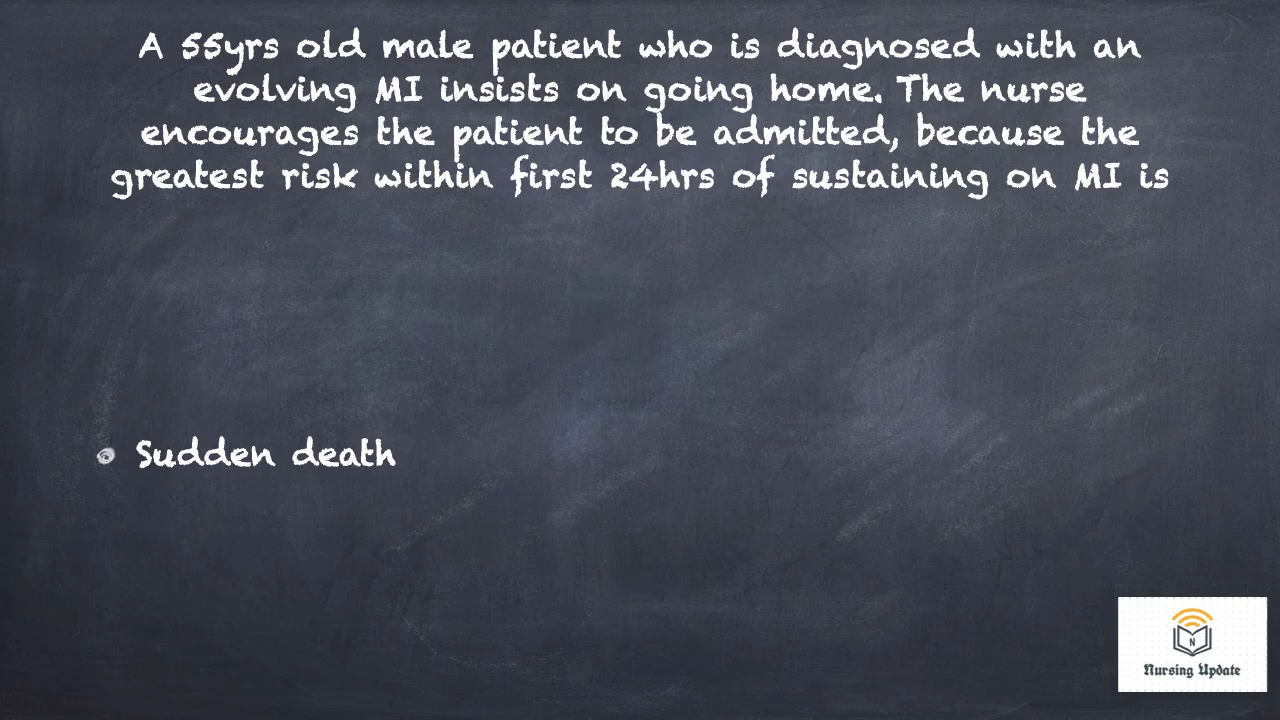 A 55yrs old male patient who is diagnosed with an
evolving MI insists on going home. The nurse
encourages the patient to be admitted, because the
greatest risk within first 24hrs of sustaining on MI is
Sudden death
N
Nursing Update